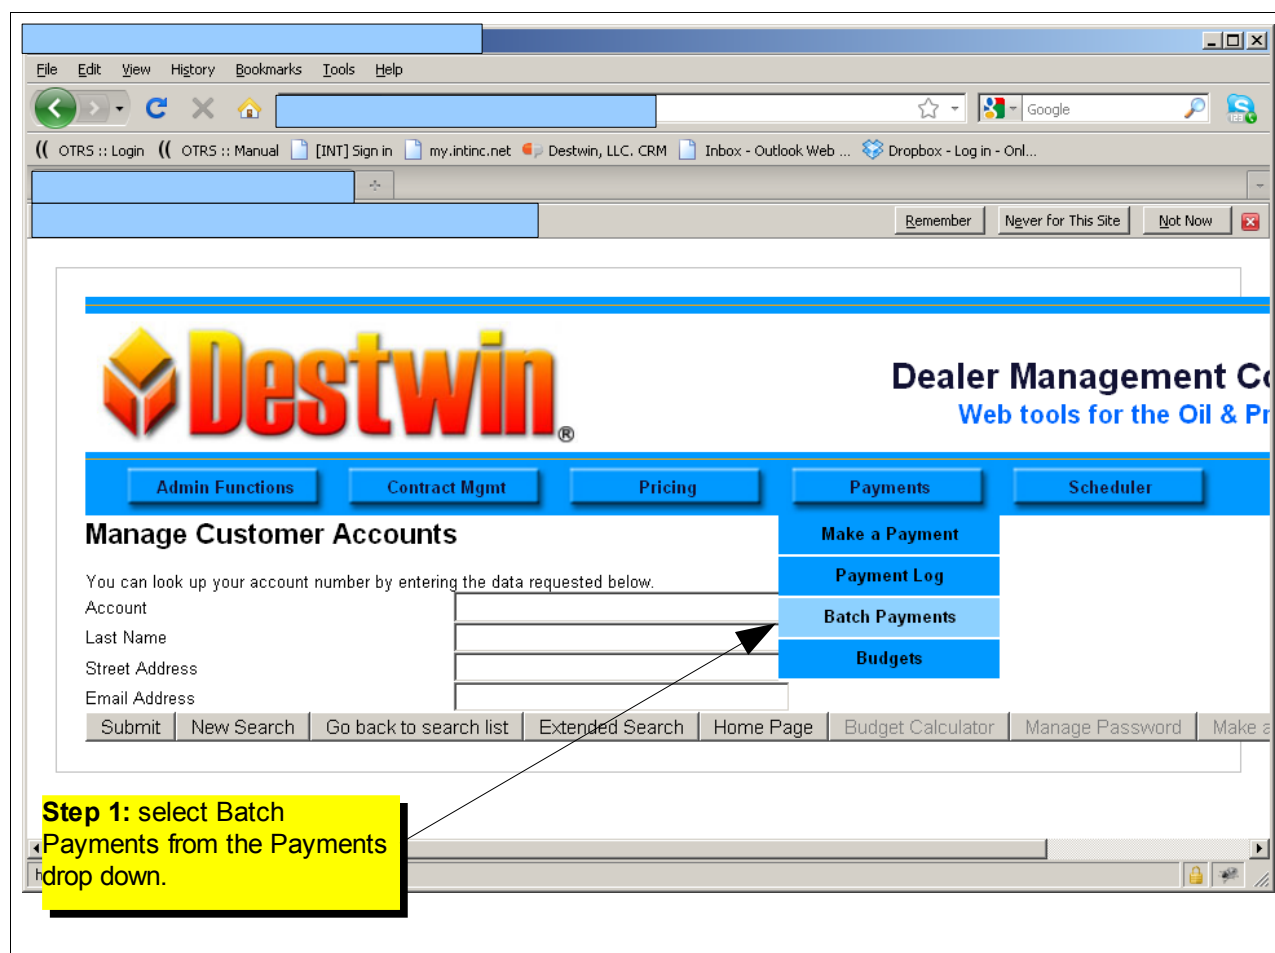 File Edit View History Bookmarks Tools Help
Google
OTRS :: Login OTRS :: Manual [INT] Sign in my.intinc.net Destwin, LLC. CRM Inbox - Outlook Web ... Dropbox - Log in - Onl...
Remember Never for This Site Not Now
Destwin®
Dealer Management Co
Web tools for the Oil & Pr
Admin Functions Contract Mgmt Pricing Payments Scheduler
Manage Customer Accounts
Make a Payment
You can look up your account number by entering the data requested below.
Payment Log
Account
Batch Payments
Last Name
Street Address
Budgets
Email Address
Submit New Search Go back to search list Extended Search Home Page Budget Calculator Manage Password Make a
Step 1: select Batch
Payments from the Payments
drop down.